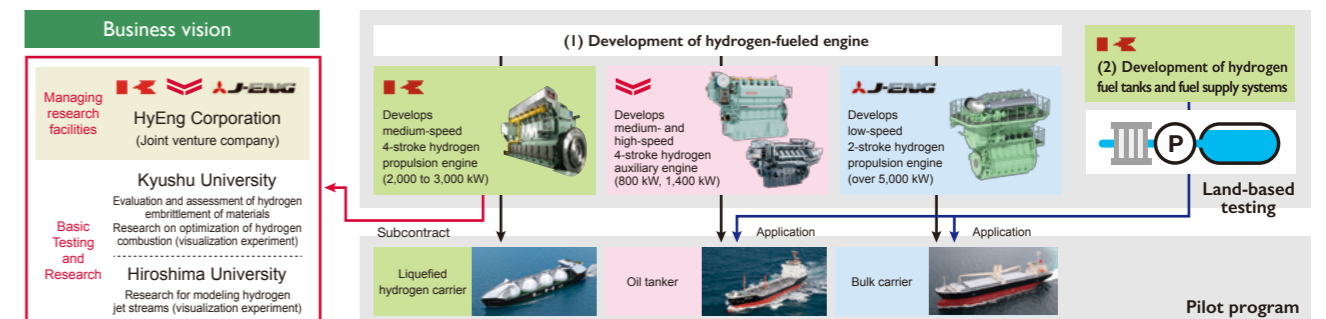 Business vision
Managing
research
facilities
J-ENG
HyEng Corporation
(Joint venture company)
Kyushu University
Evaluation and assessment of hydrogen
embrittlement of materials
Research on optimization of hydrogen
combustion (visualization experiment)
Basic
Testing
and
Research
Hiroshima University
Research for modeling hydrogen
jet streams (visualization experiment)
(1) Development of hydrogen-fueled engine
Develops
medium-speed
4-stroke hydrogen
propulsion engine
(2,000 to 3,000 kW)
Develops
medium- and
high-speed
4-stroke hydrogen
auxiliary engine
(800 kW, 1,400 kW)
J-ENG
Develops
low-speed
2-stroke hydrogen
propulsion engine
(over 5,000 kW)
(2) Development of hydrogen
fuel tanks and fuel supply systems
P
Land-based
testing
Subcontract
Application
Application
Liquefied
hydrogen carrier
Oil tanker
Bulk carrier
Pilot program